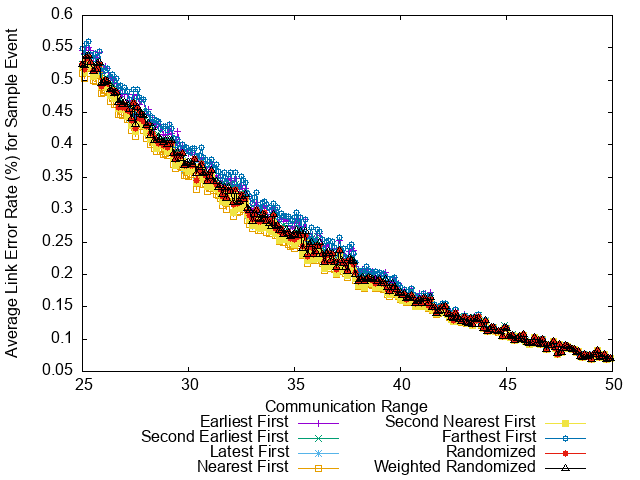 Average Link Error Rate (%) for Sample Event
0.6
0.55
0.5
0.45
0.4
0.35
0.3
0.25
0.2
0.15
0.1
0.05
25 30 35 40 45 50
Communication Range
Earliest First
Second Earliest First
Latest First
Nearest First
Second Nearest First
Farthest First
Randomized
Weighted Randomized